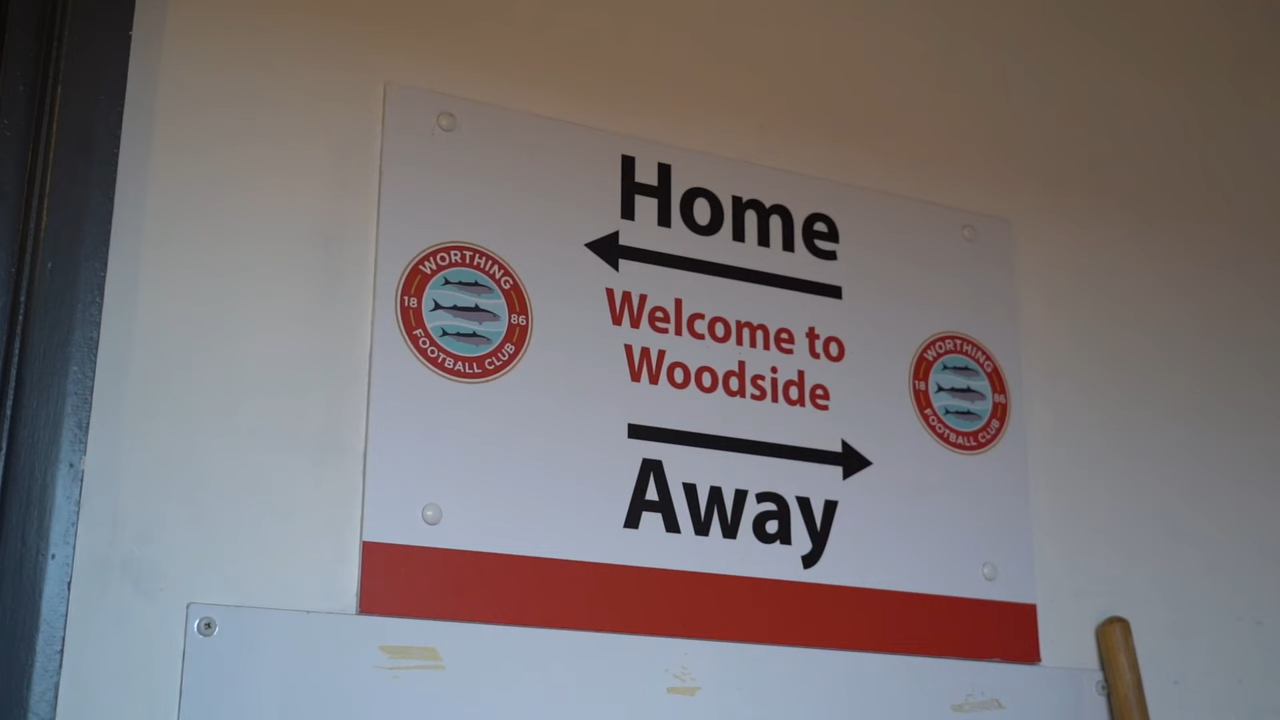 Home
Welcome to
Woodside
Away
WORTHING
18 86
FOOTBALL CLUB
WORTHING
18 86
FOOTBALL CLUB